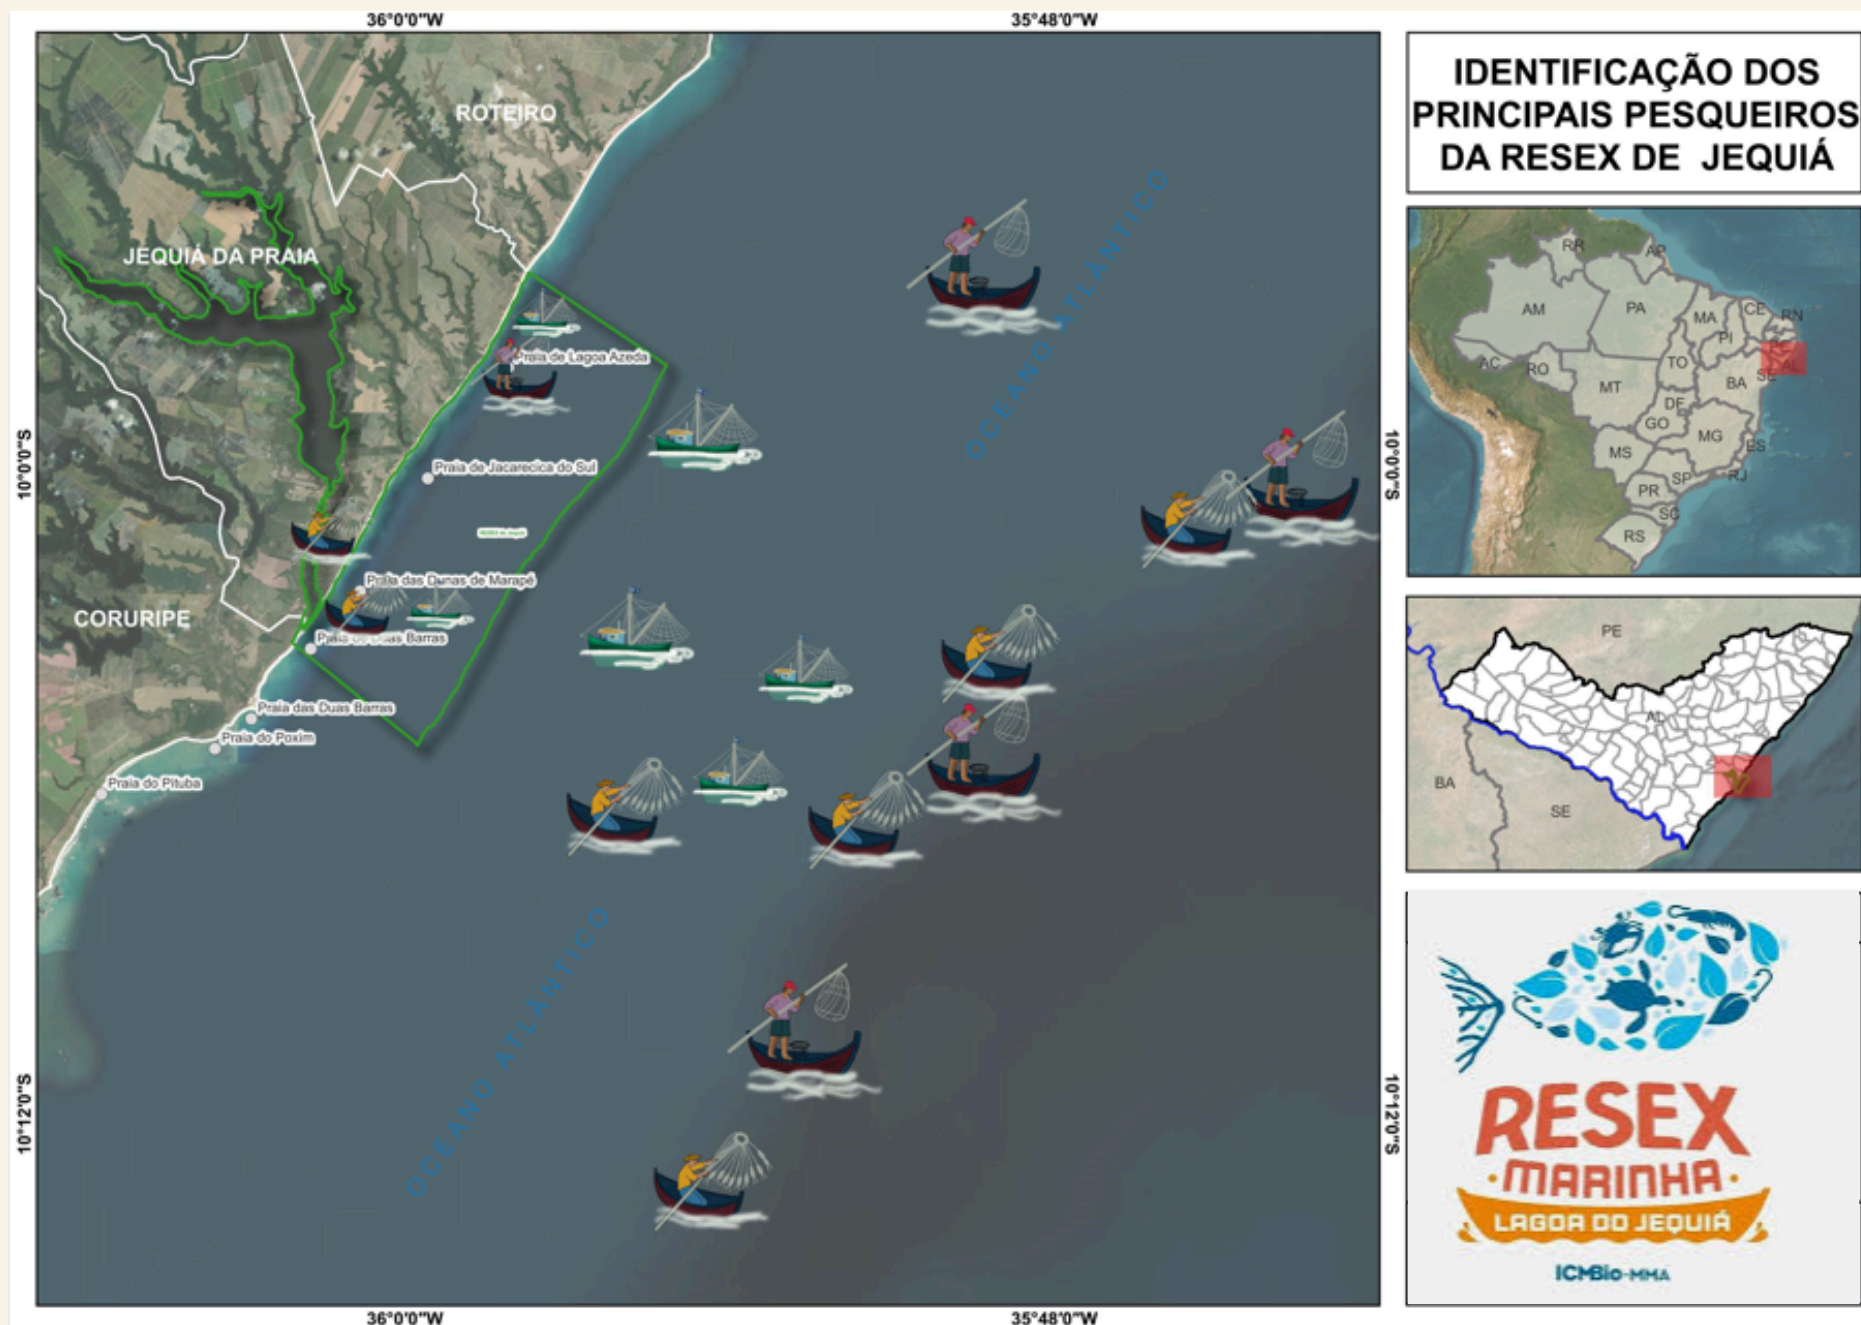 36°0'0"W
35°48'0"W
IDENTIFICAÇÃO DOS
PRINCIPAIS PESQUEIROS
DA RESEX DE JEQUIÁ
ROTEIRO
JEQUIÁ DA PRAIA
OCEANO ATLÂNTICO
Praia de Lagoa Azeda
10°0'0"S
10°0'0"S
Praia de Jacarecica do Sul
Praia das Dunas de Marapé
CORURIPE
Praia de Duas Barras
Praia das Duas Barras
Praia do Poxim
Praia do Pituba
OCEANO ATLÂNTICO
10°12'0"S
10°12'0"S
36°0'0"W
35°48'0"W
RR
AP
AM
PA
MA
CE
RN
PI
AC
RO
TO
AL
SE
MT
BA
DF
GO
MG
ES
MS
SP
RJ
PR
SC
RS
PE
AL
BA
SE
RESEX
MARINHA
LAGOA DO JEQUIÁ
ICMBio-MMA